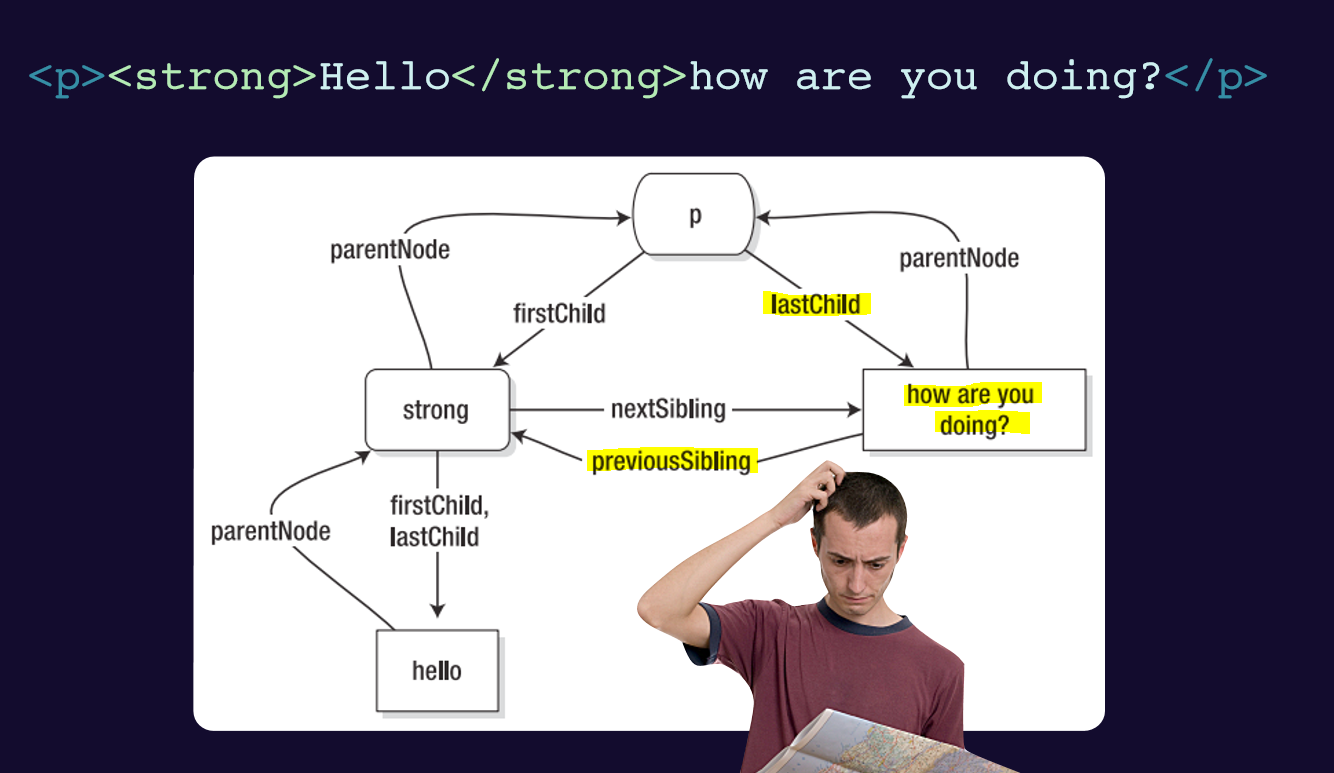 <p><strong>Hello</strong>how are you doing?</p>
p
parentNode
parentNode
firstChild
lastChild
strong
nextSibling
how are you
doing?
previousSibling
parentNode
firstChild,
lastChild
hello